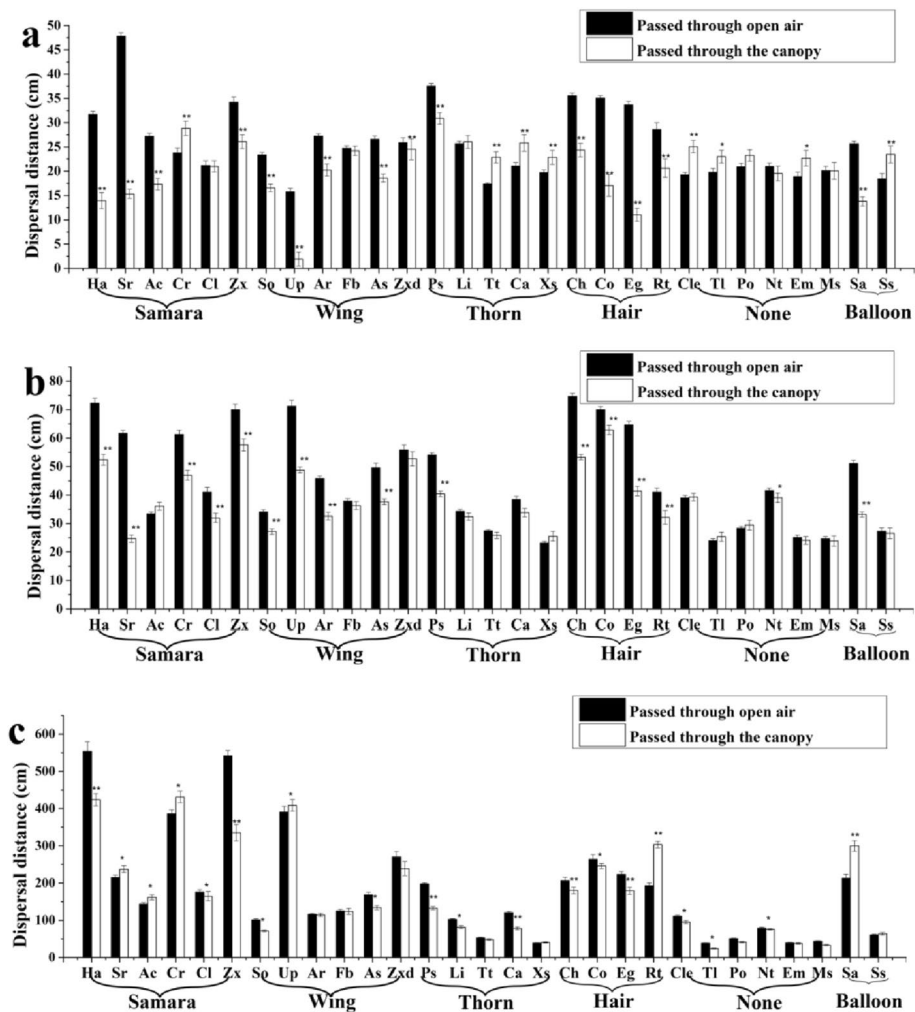 a
Passed through open air
Passed through the canopy
Dispersal distance (cm)
50
45
40
35
30
25
20
15
10
5
0
Ha Sr Ac Cr Cl Zx So Up Ar Fb As Zxd Ps Li Tt Ca Xs Ch Co Eg Rt Cle Tl Po Nt Em Ms Sa Ss
Samara Wing Thorn Hair None Balloon
** ** ** ** ** ** ** ** ** ** ** ** ** ** ** ** ** ** ** * * ** **
b
Passed through open air
Passed through the canopy
Dispersal distance (cm)
80
70
60
50
40
30
20
10
0
Ha Sr Ac Cr Cl Zx So Up Ar Fb As Zxd Ps Li Tt Ca Xs Ch Co Eg Rt Cle Tl Po Nt Em Ms Sa Ss
Samara Wing Thorn Hair None Balloon
** ** ** ** ** ** ** ** ** ** ** ** ** ** * **
c
Passed through open air
Passed through the canopy
Dispersal distance (cm)
600
500
400
300
200
100
0
Ha Sr Ac Cr Cl Zx So Up Ar Fb As Zxd Ps Li Tt Ca Xs Ch Co Eg Rt Cle Tl Po Nt Em Ms Sa Ss
Samara Wing Thorn Hair None Balloon
** * * * * ** * * * ** * ** ** * ** ** * * * **